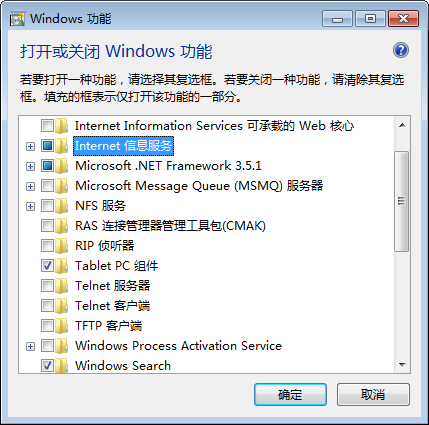 Windows 功能
打开或关闭 Windows 功能
若要打开一种功能，请选择其复选框。若要关闭一种功能，请清除其复选
框。填充的框表示仅打开该功能的一部分。
Internet Information Services 可承载的 Web 核心
Internet 信息服务
Microsoft .NET Framework 3.5.1
Microsoft Message Queue (MSMQ) 服务器
NFS 服务
RAS 连接管理器管理工具包(CMAK)
RIP 侦听器
Tablet PC 组件
Telnet 服务器
Telnet 客户端
TFTP 客户端
Windows Process Activation Service
Windows Search
确定
取消